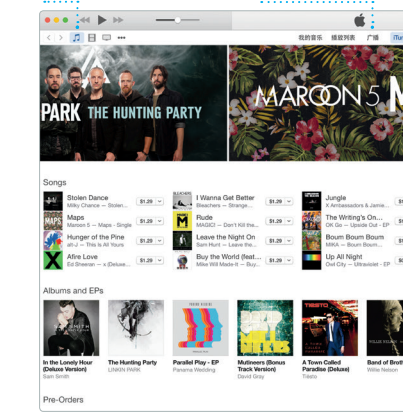 我的音乐 播放列表 广播 iTu
PARK THE HUNTING PARTY
MAROON 5 M
Songs
Stolen Dance
Milky Chance — Stolen...
$1.29
I Wanna Get Better
Bleachers — Strange...
$1.29
Jungle
X Ambassadors & Jamie...
Maps
Maroon 5 — Maps - Single
$1.29
Rude
MAGIC! — Don't Kill the...
$1.29
The Writing's On...
OK Go — Upside Out - EP
Hunger of the Pine
alt-J — This Is All Yours
$1.29
Leave the Night On
Sam Hunt — Leave the...
$1.29
Boum Boum Boum
MIKA — Boum Boum...
Afire Love
Ed Sheeran — x (Deluxe...
$1.29
Buy the World (feat...
Mike Will Made-It — Buy...
$1.29
Up All Night
Owl City — Ultraviolet - EP
Albums and EPs
In the Lonely Hour
(Deluxe Version)
Sam Smith
The Hunting Party
LINKIN PARK
Parallel Play - EP
Panama Wedding
Mutineers (Bonus
Track Version)
David Gray
TIESTO
A Town Called
Paradise (Deluxe)
Tiësto
Band of Broth
Willie Nelson
Pre-Orders